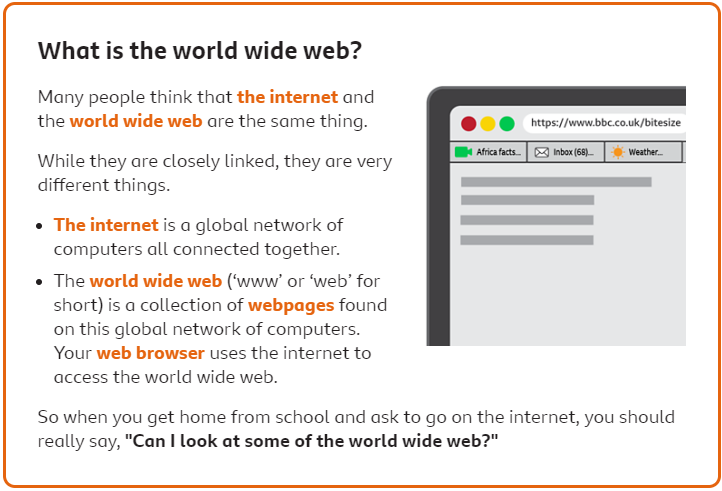 What is the world wide web?
Many people think that the internet and
the world wide web are the same thing.
While they are closely linked, they are very
different things.
• The internet is a global network of
computers all connected together.
• The world wide web (‘www’ or ‘web’ for
short) is a collection of webpages found
on this global network of computers.
Your web browser uses the internet to
access the world wide web.
https://www.bbc.co.uk/bitesize
Africa facts... Inbox (68)... Weather...
So when you get home from school and ask to go on the internet, you should
really say, "Can I look at some of the world wide web?"